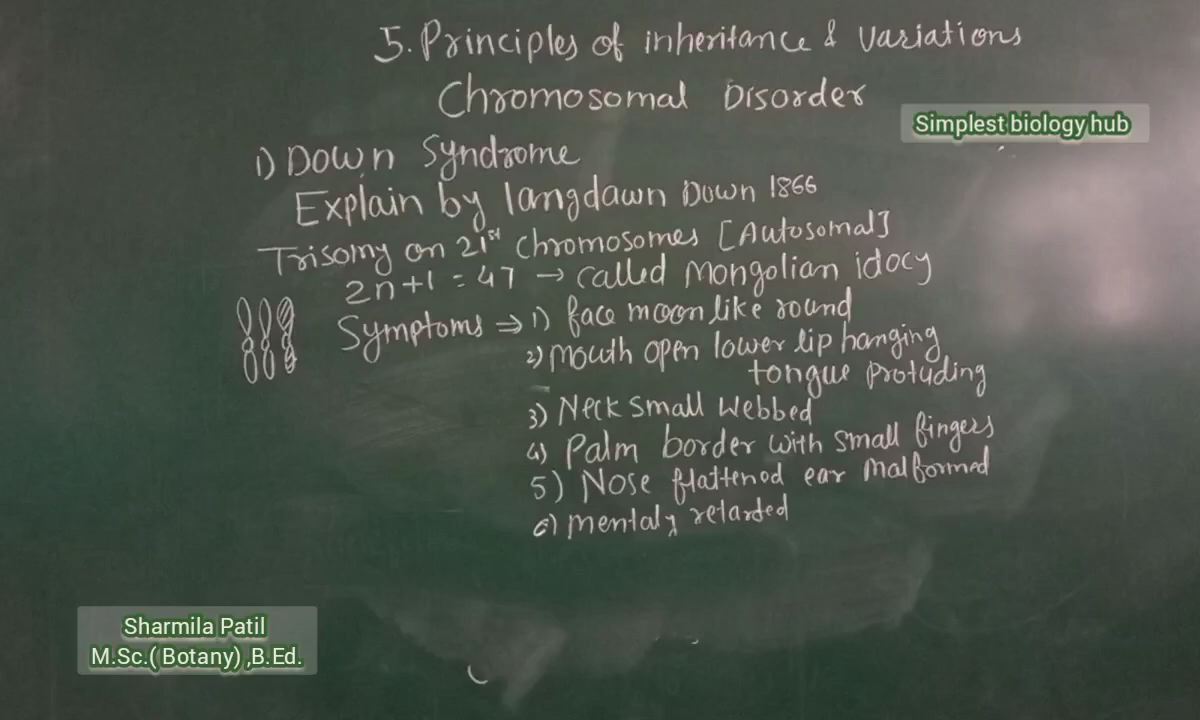 5. Principles of inheritance & variations
Chromosomal Disorder
Simplest biology hub
1) Down Syndrome
Explain by langdawn Down 1866
Trisomy on 21st chromosomes [Autosomal]
2n+1 = 47 → called Mongolian idocy
Symptoms ⇒ 1) face moon like round
2) Mouth open lower lip hanging
tongue protuding
3) Neck small webbed
4) Palm border with small fingers
5) Nose flattenod ear malformed
6) mentaly retarded
Sharmila Patil
M.Sc.( Botany) ,B.Ed.